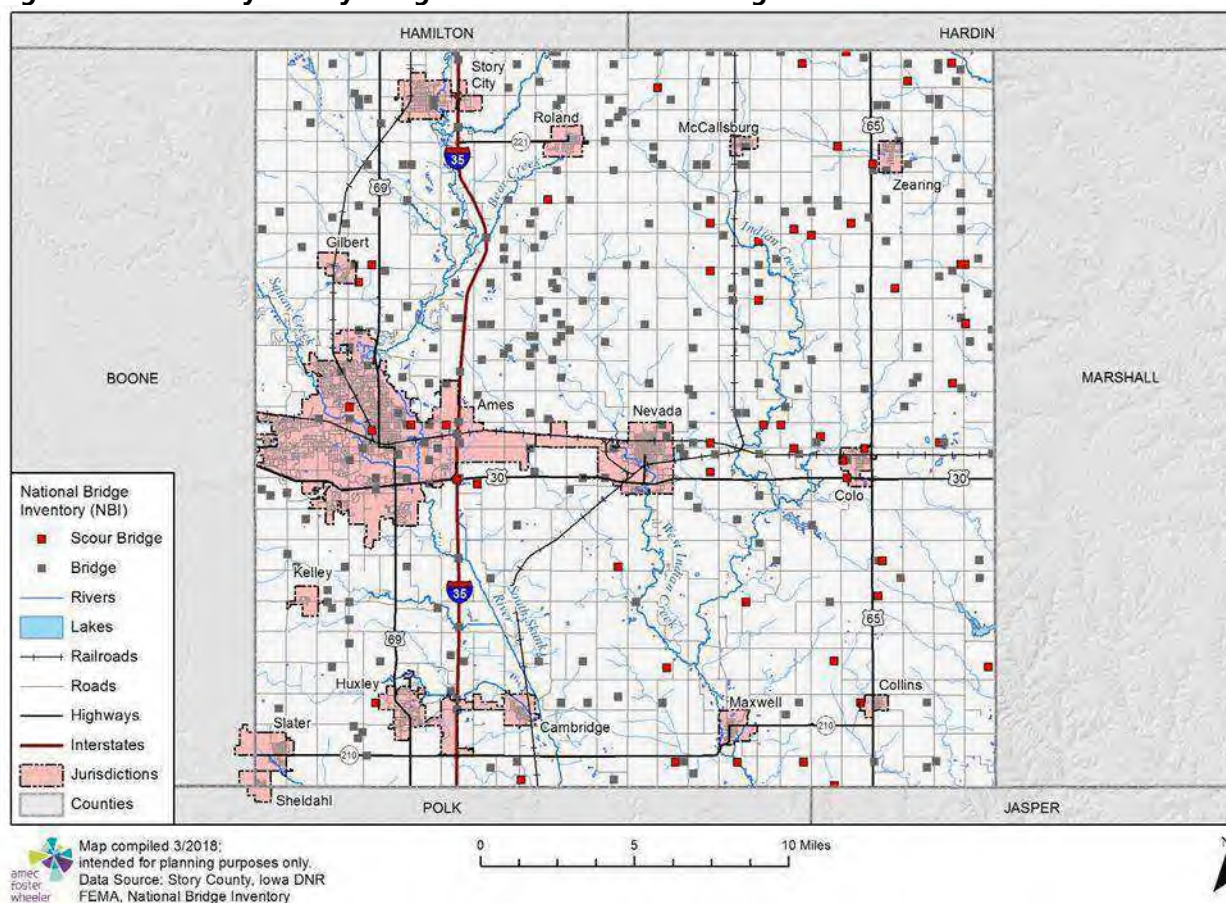 HAMILTON
HARDIN
Story
City
Roland
McCallsburg
65
221
35
Zearing
69
Bear Creek
Gilbert
Indian Creek
Squaw Creek
BOONE
MARSHALL
Ames
Nevada
30
30
Colo
National Bridge
Inventory (NBI)
Scour Bridge
Bridge
Rivers
Lakes
Railroads
Roads
Highways
Interstates
Jurisdictions
Counties
Kelley
35
West Indian
Creek
South Skunk
River
69
65
Huxley
Collins
Maxwell
Slater
Cambridge
210
210
Sheldahl
POLK
JASPER
amec
foster
wheeler
Map compiled 3/2018;
intended for planning purposes only.
Data Source: Story County, Iowa DNR
FEMA, National Bridge Inventory
0 5 10 Miles